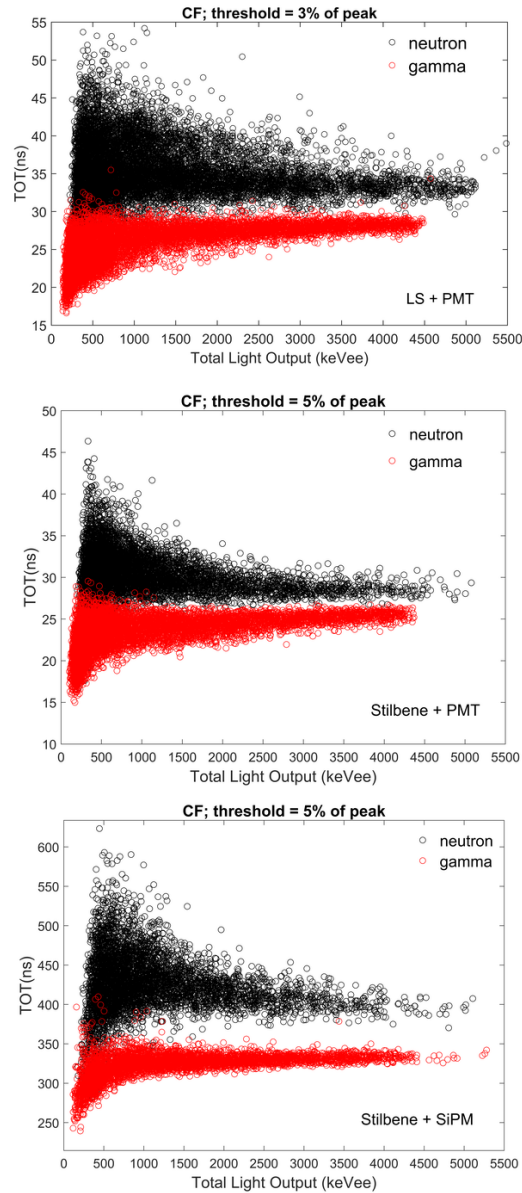 CF; threshold = 3% of peak
55
50
45
40
35
30
25
20
15
TOT(ns)
neutron
gamma
LS + PMT
0 500 1000 1500 2000 2500 3000 3500 4000 4500 5000 5500
Total Light Output (keVee)
CF; threshold = 5% of peak
50
45
40
35
30
25
20
15
10
TOT(ns)
neutron
gamma
Stilbene + PMT
0 500 1000 1500 2000 2500 3000 3500 4000 4500 5000 5500
Total Light Output (keVee)
CF; threshold = 5% of peak
600
550
500
450
400
350
300
250
TOT(ns)
neutron
gamma
Stilbene + SiPM
0 500 1000 1500 2000 2500 3000 3500 4000 4500 5000 5500
Total Light Output (keVee)